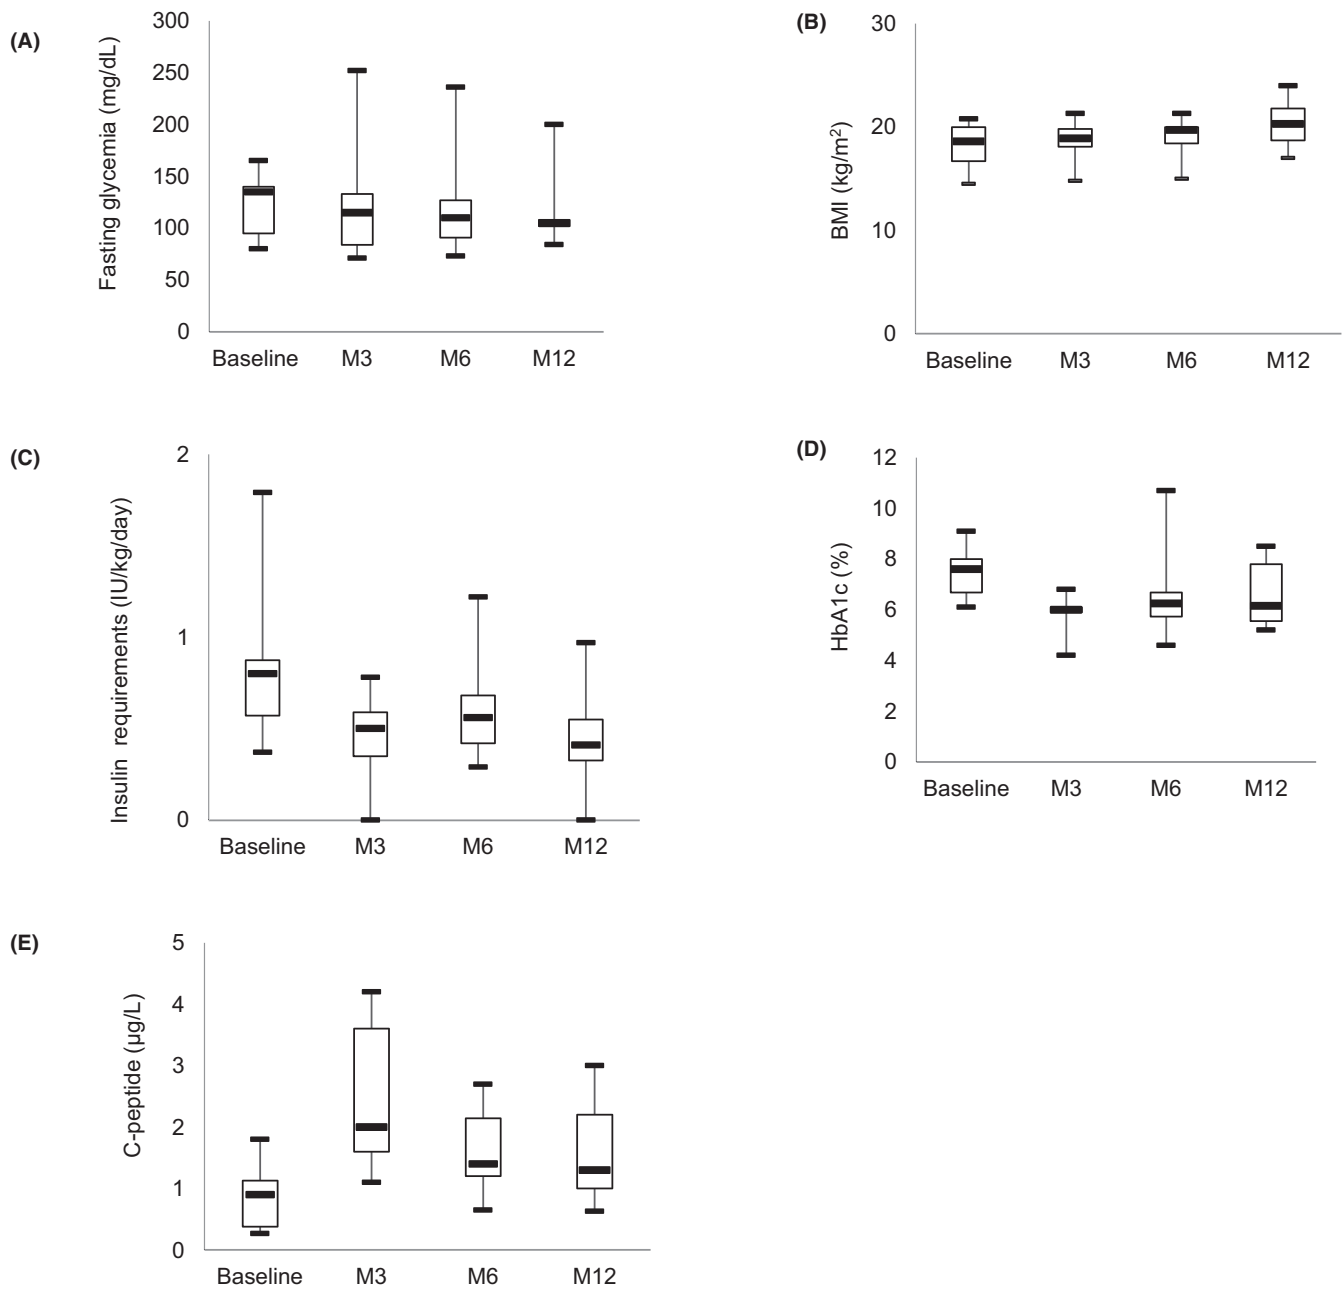 (A)
Fasting glycemia (mg/dL)
300
250
200
150
100
50
0
Baseline M3 M6 M12
(B)
BMI (kg/m²)
30
20
10
0
Baseline M3 M6 M12
(C)
Insulin requirements (IU/kg/day)
2
1
0
Baseline M3 M6 M12
(D)
HbA1c (%)
12
10
8
6
4
2
0
Baseline M3 M6 M12
(E)
C-peptide (µg/L)
5
4
3
2
1
0
Baseline M3 M6 M12